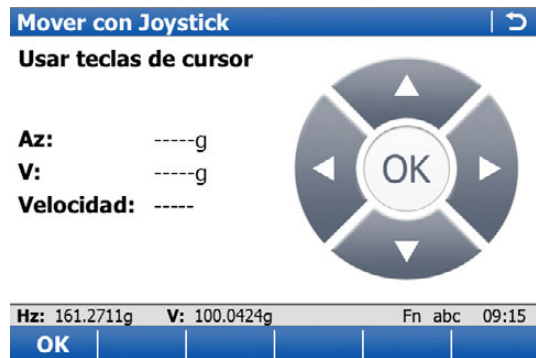 Mover con Joystick
Usar teclas de cursor
Az: -----g
V: -----g
Velocidad: -----
OK
Hz: 161.2711g V: 100.0424g Fn abc 09:15
OK